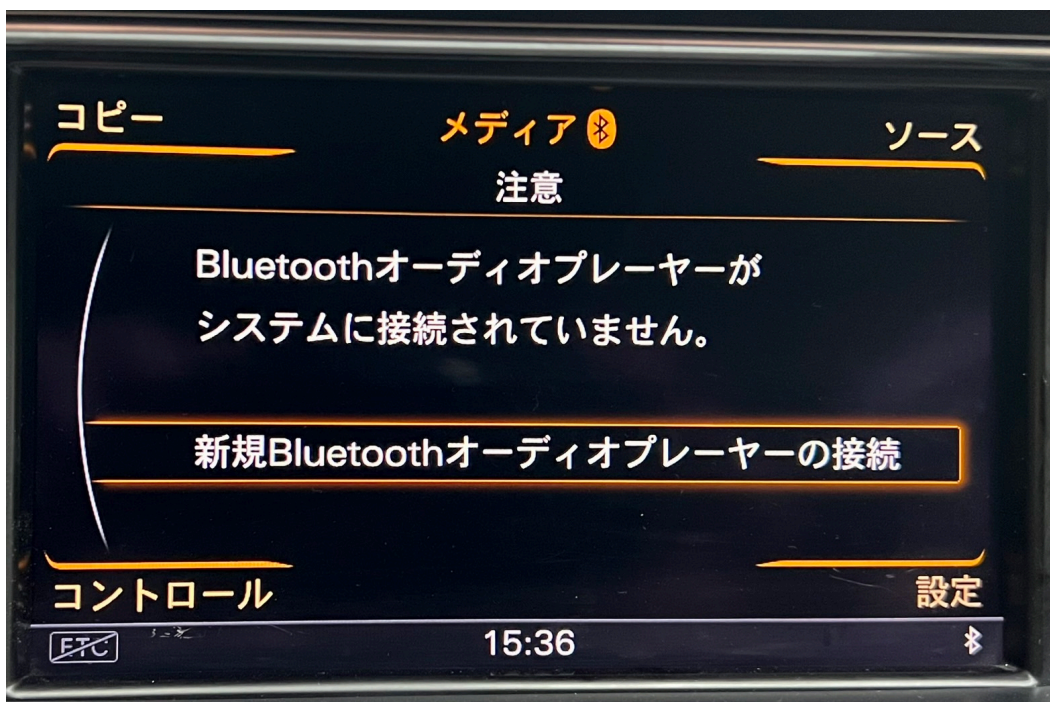 コピー
メディア
ソース
注意
Bluetoothオーディオプレーヤーが
システムに接続されていません。
新規Bluetoothオーディオプレーヤーの接続
コントロール
設定
ETC
15:36